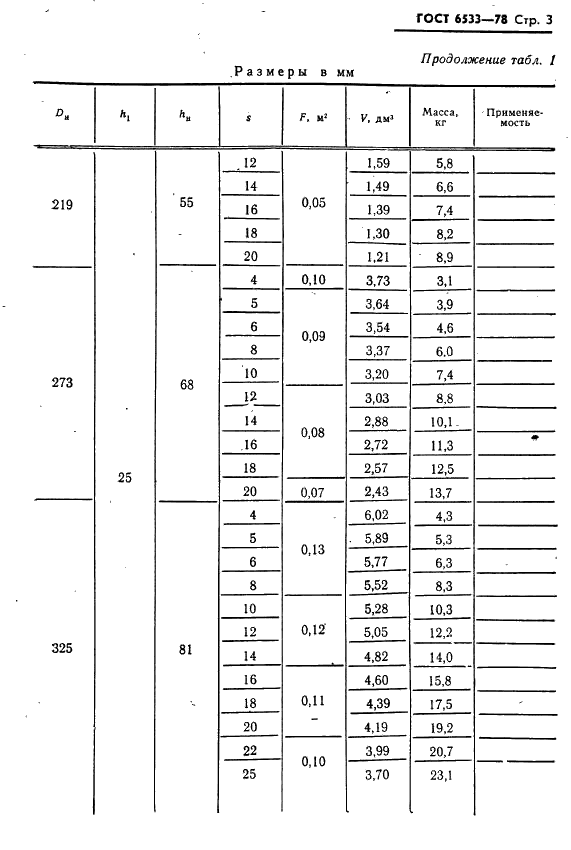 ГОСТ 6533—78 Стр. 3
Продолжение табл. 1
Размеры в мм
Dн h1 hн s F, м² V, дм³ Масса, кг Применяемость
12 1,59 5,8
14 1,49 6,6
219 55 16 0,05 1,39 7,4
18 1,30 8,2
20 1,21 8,9
4 0,10 3,73 3,1
5 3,64 3,9
6 0,09 3,54 4,6
8 3,37 6,0
273 68 10 3,20 7,4
12 3,03 8,8
14 0,08 2,88 10,1
16 2,72 11,3
25 18 2,57 12,5
20 0,07 2,43 13,7
4 6,02 4,3
5 0,13 5,89 5,3
6 5,77 6,3
8 5,52 8,3
10 5,28 10,3
325 81 12 0,12 5,05 12,2
14 4,82 14,0
16 4,60 15,8
18 0,11 4,39 17,5
20 4,19 19,2
22 0,10 3,99 20,7
25 3,70 23,1